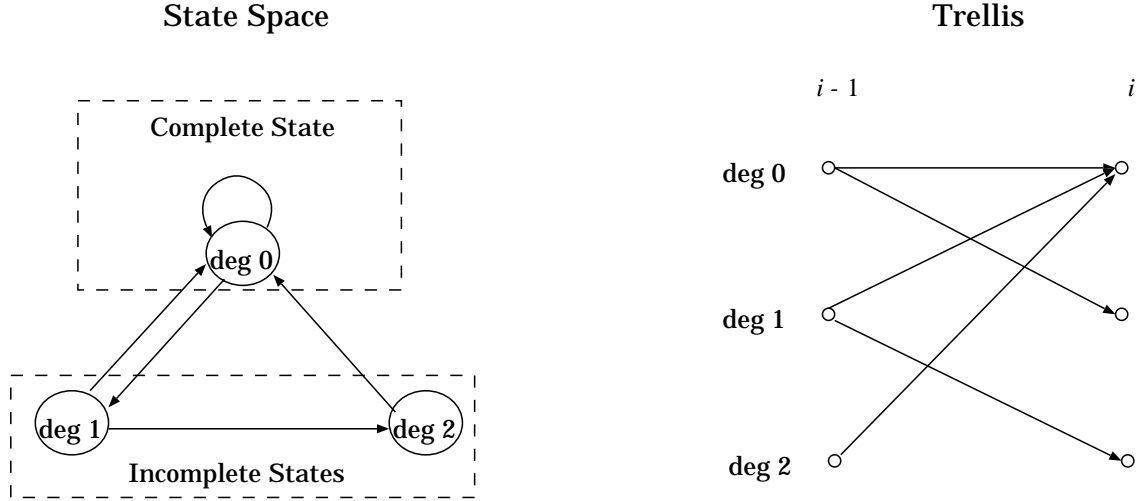 State Space
Complete State
deg 0
deg 1
deg 2
Incomplete States
Trellis
i - 1
i
deg 0
deg 1
deg 2